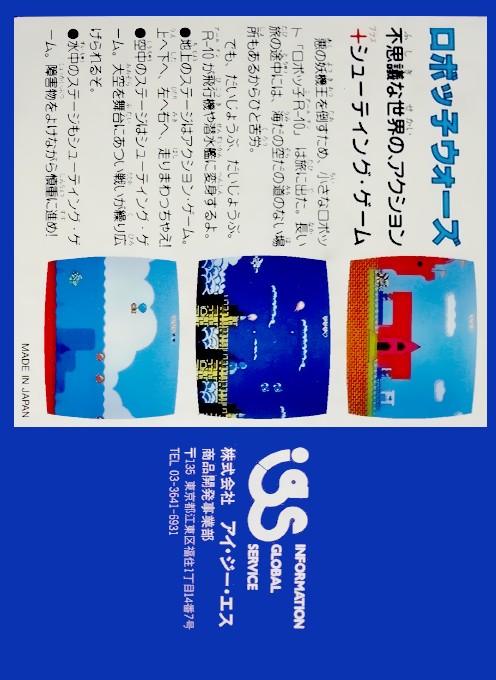 ロボッ子ウォーズ
不思議な世界の、アクション
+シューティング・ゲーム
悪の妖機王を倒すため、小さなロボッ
ト「ロボッ子R-10」は旅に出た。長い
旅の途中には、海だの空だの道のない場
所もあるからひと苦労。
でも、だいじょうぶ、だいじょうぶ。
R-10が飛行機や潜水艦に変身するよ。
●地上のステージはアクション・ゲーム。
上へ下へ、左へ右へ、走りまわっちゃえ!
●空中のステージはシューティング・ゲ
ーム。大空を舞台にあつい戦いが繰り広
げられるぞ。
●水中のステージもシューティング・ゲ
ーム。障害物をよけながら慎重に進め!
MADE IN JAPAN
igs
INFORMATION
GLOBAL
SERVICE
株式会社 アイ・ジー・エス
商品開発事業部
〒135 東京都江東区福住1丁目14番7号
TEL 03-3641-6931